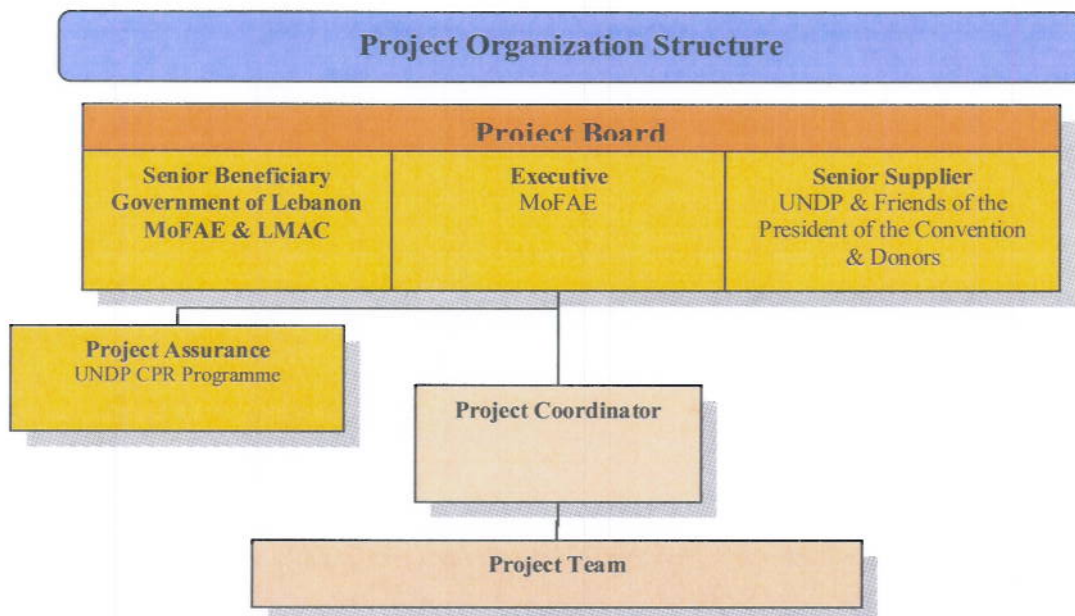 Project Organization Structure
Project Board
Senior Beneficiary
Government of Lebanon
MoFAE & LMAC
Executive
MoFAE
Senior Supplier
UNDP & Friends of the
President of the Convention
& Donors
Project Assurance
UNDP CPR Programme
Project Coordinator
Project Team